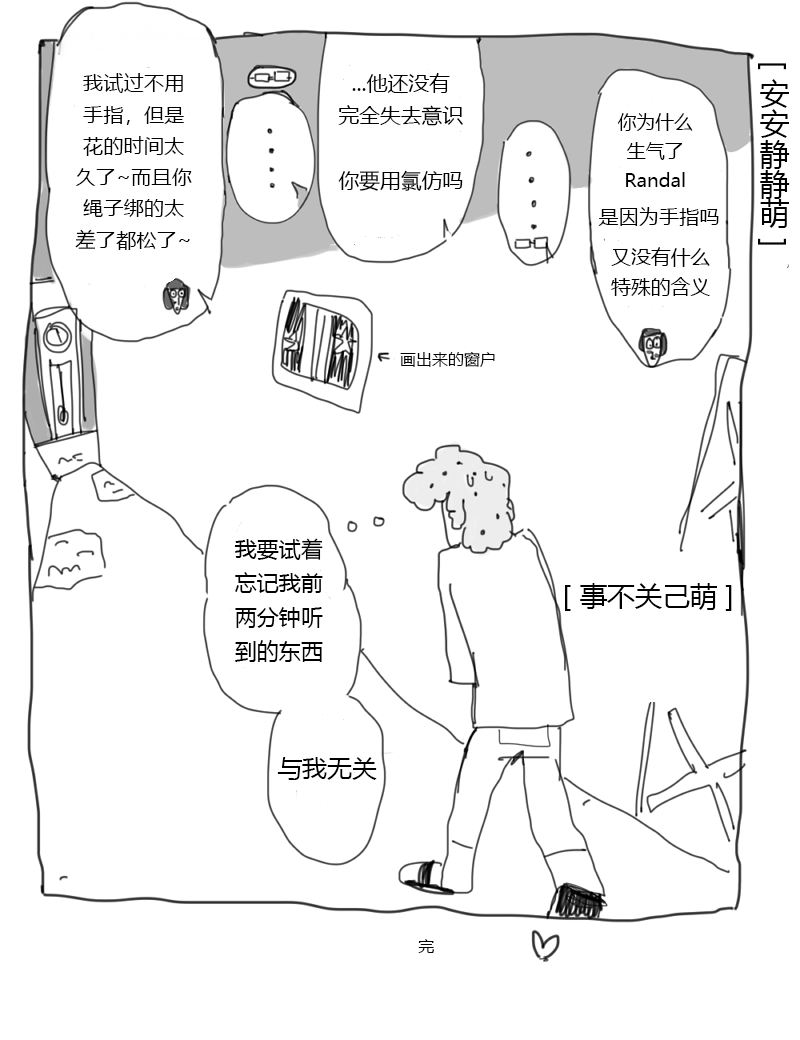 [安安静静萌]
你为什么
生气了
Randal
是因为手指吗
又没有什么
特殊的含义
...他还没有
完全失去意识
你要用氯仿吗
我试过不用
手指，但是
花的时间太
久了~而且你
绳子绑的太
差了都松了~
← 画出来的窗户
我要试着
忘记我前
两分钟听
到的东西
与我无关
[事不关己萌]
完